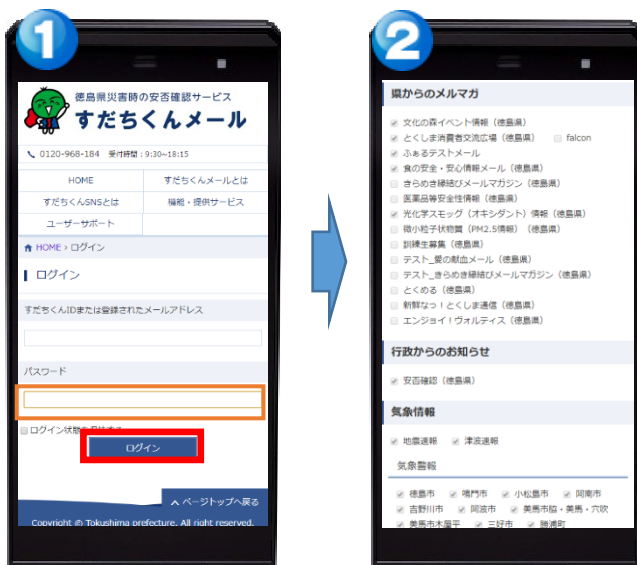 1
徳島県災害時の安否確認サービス
すだちくんメール
0120-968-184 受付時間：9:30~18:15
HOME すだちくんメールとは
すだちくんSNSとは 機能・提供サービス
ユーザーサポート
HOME › ログイン
ログイン
すだちくんIDまたは登録されたメールアドレス
パスワード
ログイン状態を保持する
ログイン
ページトップへ戻る
Copyright © Tokushima prefecture. All right reserved.
2
県からのメルマガ
文化の森イベント情報（徳島県）
とくしま消費者交流広場（徳島県） falcon
ふぁるテストメール
食の安全・安心情報メール（徳島県）
きらめき縁結びメールマガジン（徳島県）
医薬品等安全性情報（徳島県）
光化学スモッグ（オキシダント）情報（徳島県）
微小粒子状物質（PM2.5情報）（徳島県）
訓練生募集（徳島県）
テスト_愛の献血メール（徳島県）
テスト_きらめき縁結びメールマガジン（徳島県）
とくめる（徳島県）
新鮮なっ！とくしま通信（徳島県）
エンジョイ！ヴォルティス（徳島県）
行政からのお知らせ
安否確認（徳島県）
気象情報
地震速報 津波速報
気象警報
徳島市 鳴門市 小松島市 阿南市
吉野川市 阿波市 美馬市脇・美馬・穴吹
美馬市木屋平 三好市 勝浦町